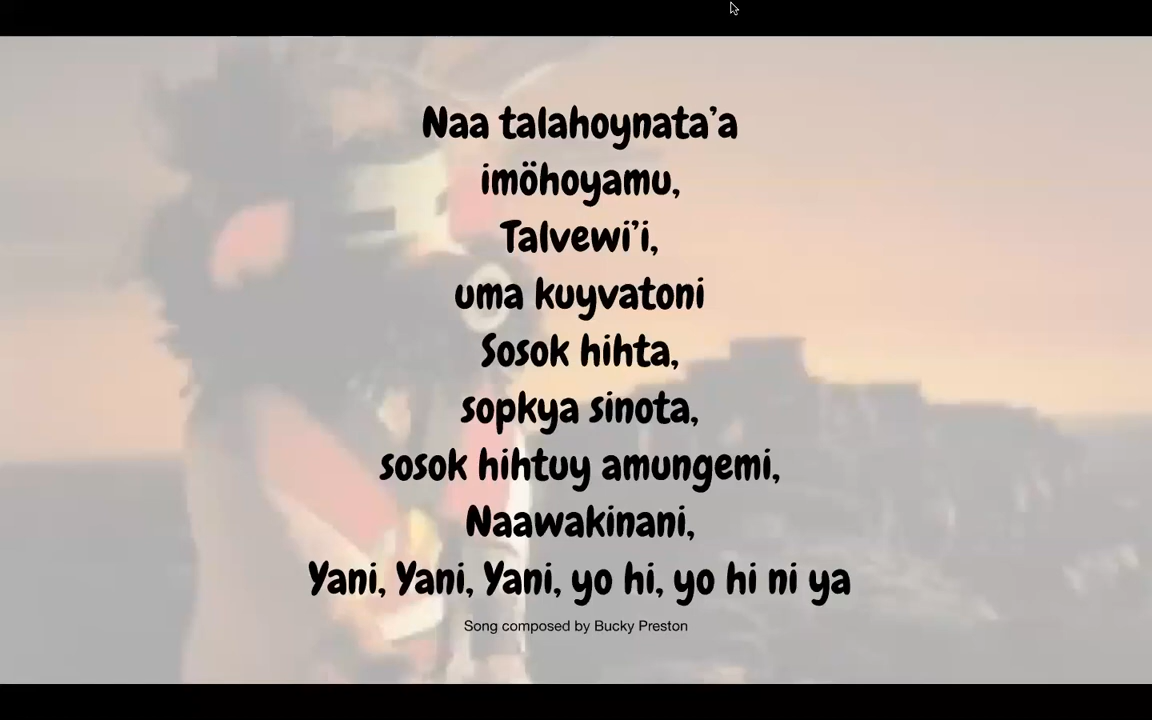 Naa talahoynata’a
imöhoyamu,
Talvewi’i,
uma kuyvatoni
Sosok hihta,
sopkya sinota,
sosok hihtuy amungemi,
Naawakinani,
Yani, Yani, Yani, yo hi, yo hi ni ya
Song composed by Bucky Preston